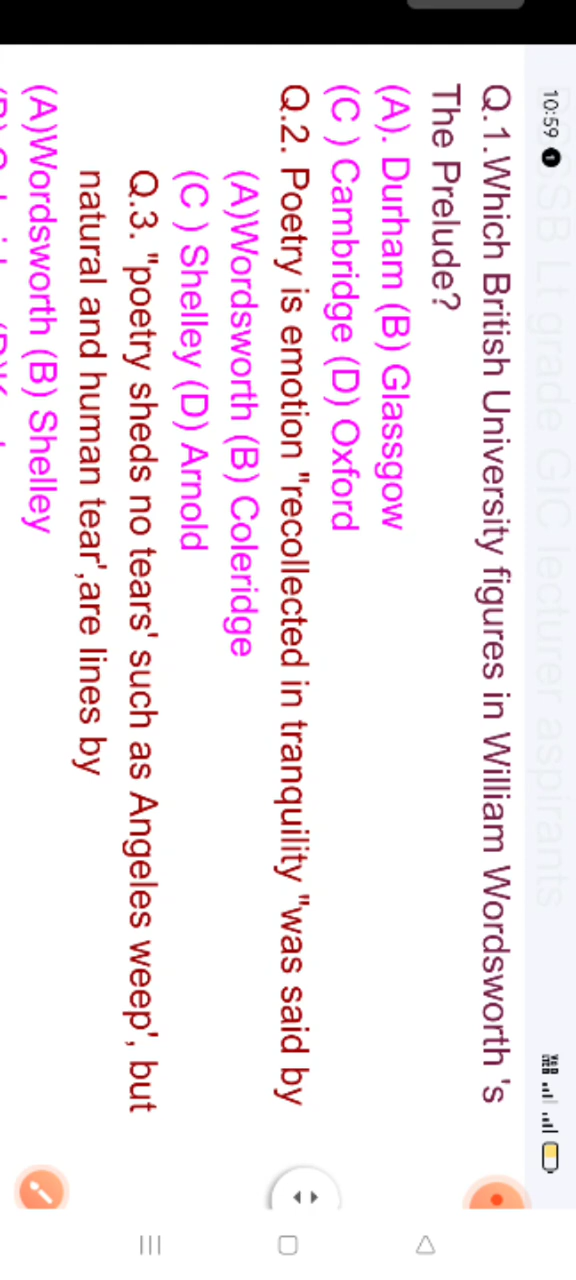 10:59
Lt grade GIC lecturer aspirants
Q.1.Which British University figures in William Wordsworth 's
The Prelude?
(A). Durham (B) Glassgow
(C ) Cambridge (D) Oxford
Q.2. Poetry is emotion "recollected in tranquility "was said by
(A)Wordsworth (B) Coleridge
(C ) Shelley (D) Arnold
Q.3. "poetry sheds no tears' such as Angeles weep', but
natural and human tear',are lines by
(A)Wordsworth (B) Shelley